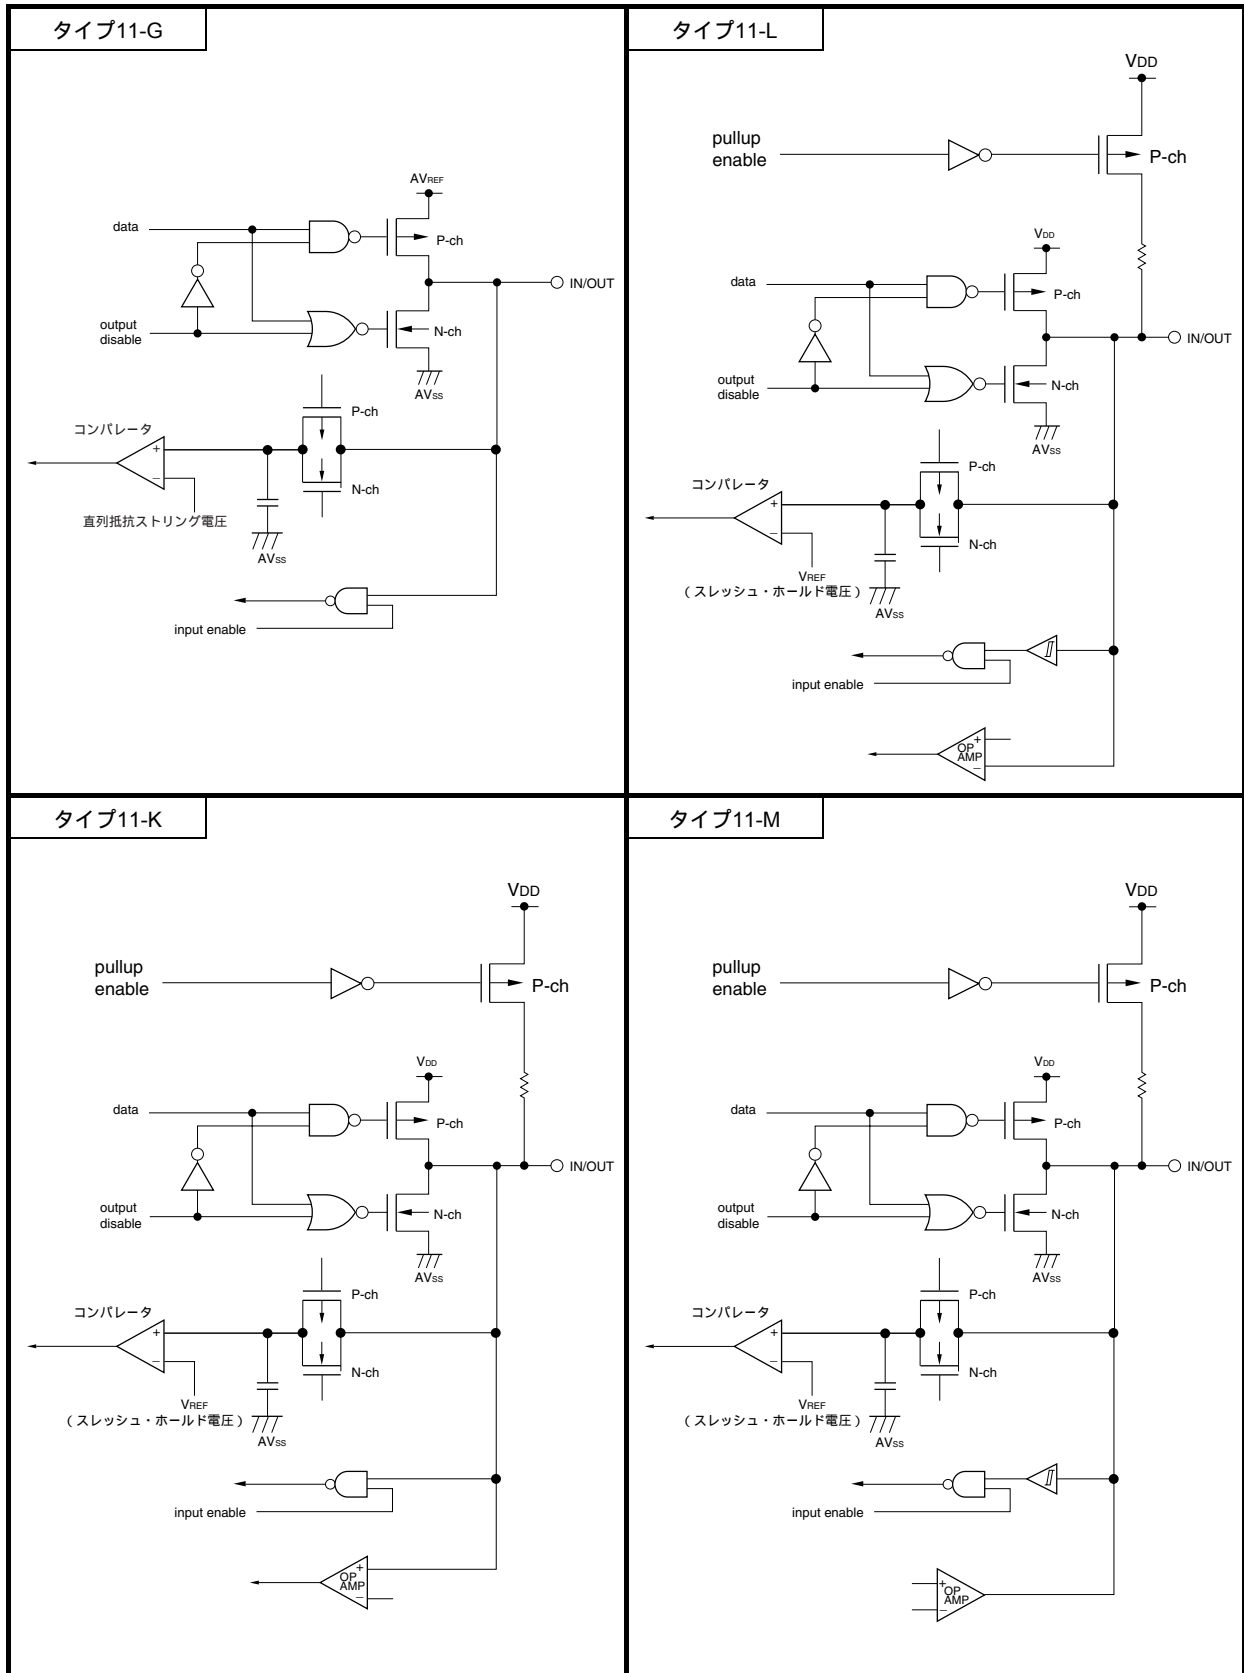 タイプ11-G
AVREF
data
P-ch
IN/OUT
output
disable
N-ch
AVSS
P-ch
コンパレータ
+
−
N-ch
直列抵抗ストリング電圧
AVSS
input enable
タイプ11-L
VDD
pullup
enable
P-ch
VDD
data
P-ch
IN/OUT
output
disable
N-ch
AVSS
P-ch
コンパレータ
+
−
N-ch
VREF
(スレッシュ・ホールド電圧)
AVSS
input enable
+
OP
AMP
−
タイプ11-K
VDD
pullup
enable
P-ch
VDD
data
P-ch
IN/OUT
output
disable
N-ch
AVSS
P-ch
コンパレータ
+
−
N-ch
VREF
(スレッシュ・ホールド電圧)
AVSS
input enable
+
OP
AMP
−
タイプ11-M
VDD
pullup
enable
P-ch
VDD
data
P-ch
IN/OUT
output
disable
N-ch
AVSS
P-ch
コンパレータ
+
−
N-ch
VREF
(スレッシュ・ホールド電圧)
AVSS
input enable
+
OP
AMP
−